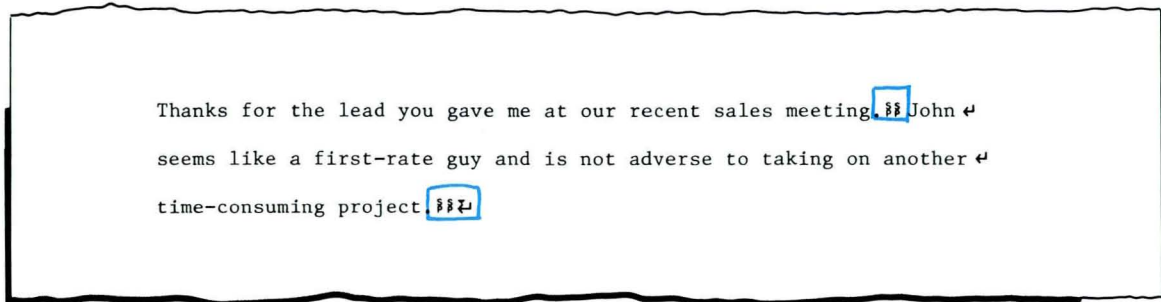 Thanks for the lead you gave me at our recent sales meeting.§§John ↵
seems like a first-rate guy and is not adverse to taking on another ↵
time-consuming project.§§↵